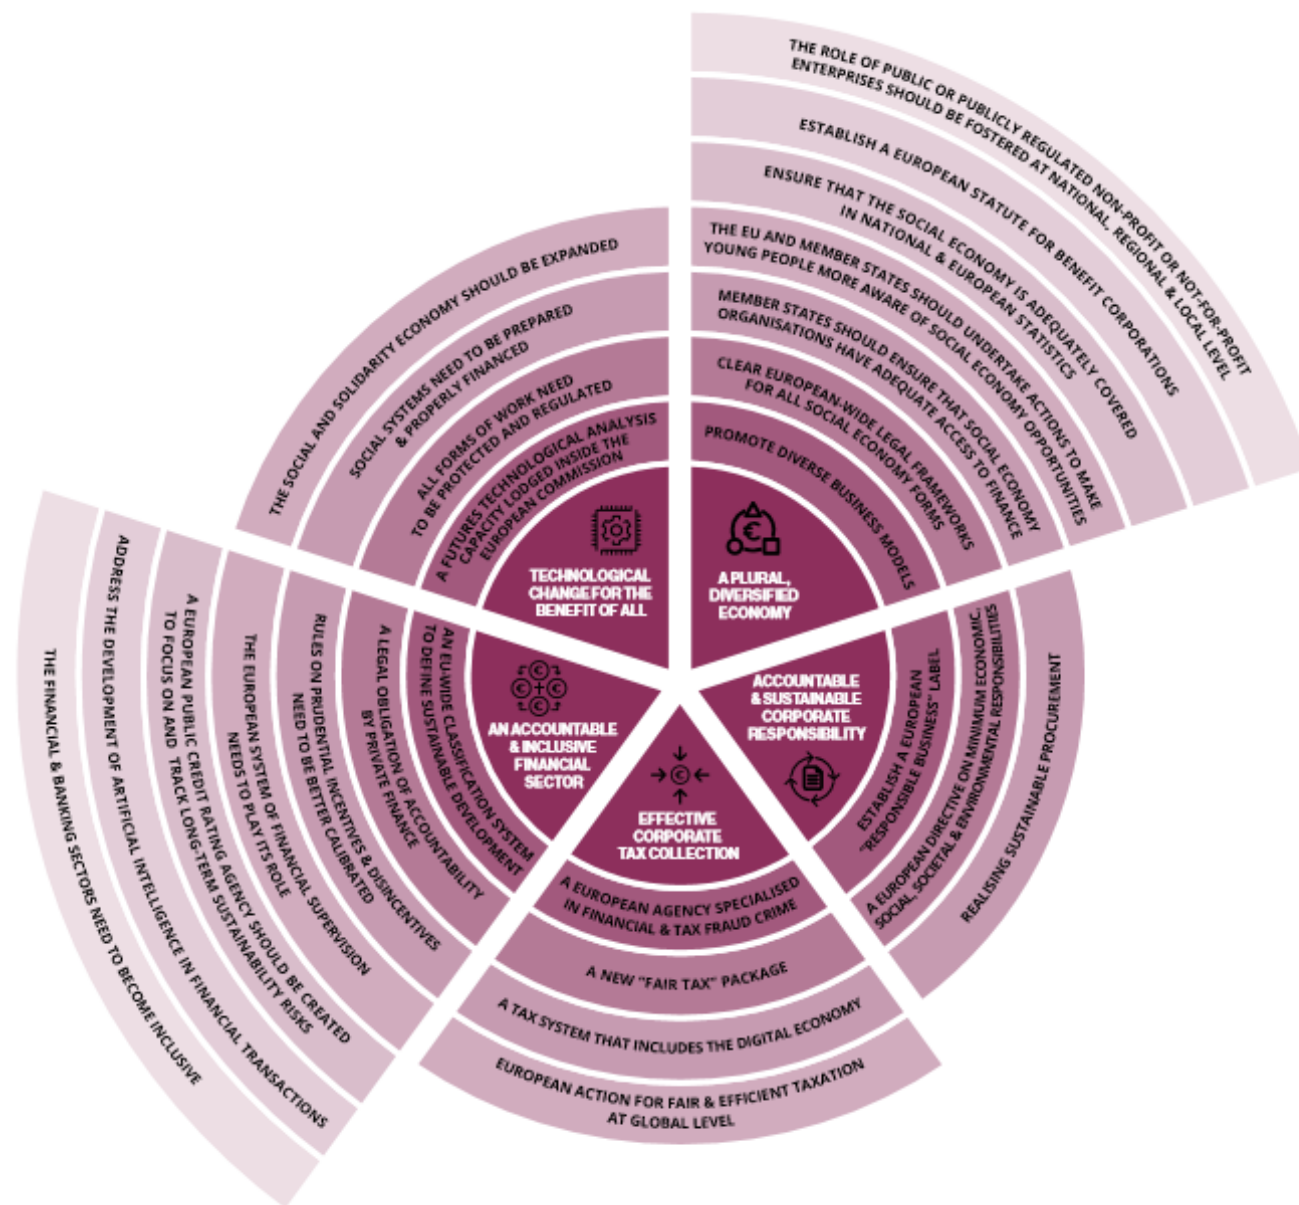 THE ROLE OF PUBLIC OR PUBLICLY REGULATED NON-PROFIT OR NOT-FOR-PROFIT
ENTERPRISES SHOULD BE FOSTERED AT NATIONAL, REGIONAL & LOCAL LEVEL
ESTABLISH A EUROPEAN STATUTE FOR BENEFIT CORPORATIONS
ENSURE THAT THE SOCIAL ECONOMY IS ADEQUATELY COVERED
IN NATIONAL & EUROPEAN STATISTICS
THE EU AND MEMBER STATES SHOULD UNDERTAKE ACTIONS TO MAKE
YOUNG PEOPLE MORE AWARE OF SOCIAL ECONOMY OPPORTUNITIES
MEMBER STATES SHOULD ENSURE THAT SOCIAL ECONOMY
ORGANISATIONS HAVE ADEQUATE ACCESS TO FINANCE
CLEAR EUROPEAN-WIDE LEGAL FRAMEWORKS
FOR ALL SOCIAL ECONOMY FORMS
PROMOTE DIVERSE BUSINESS MODELS
A PLURAL,
DIVERSIFIED
ECONOMY
ACCOUNTABLE
& SUSTAINABLE
CORPORATE
RESPONSIBILITY
ESTABLISH A EUROPEAN
"RESPONSIBLE BUSINESS" LABEL
A EUROPEAN DIRECTIVE ON MINIMUM ECONOMIC,
SOCIAL, SOCIETAL & ENVIRONMENTAL RESPONSIBILITIES
REALISING SUSTAINABLE PROCUREMENT
EFFECTIVE
CORPORATE
TAX COLLECTION
A EUROPEAN AGENCY SPECIALISED
IN FINANCIAL & TAX FRAUD CRIME
A NEW "FAIR TAX" PACKAGE
A TAX SYSTEM THAT INCLUDES THE DIGITAL ECONOMY
EUROPEAN ACTION FOR FAIR & EFFICIENT TAXATION
AT GLOBAL LEVEL
AN ACCOUNTABLE
& INCLUSIVE
FINANCIAL
SECTOR
AN EU-WIDE CLASSIFICATION SYSTEM
TO DEFINE SUSTAINABLE DEVELOPMENT
A LEGAL OBLIGATION OF ACCOUNTABILITY
BY PRIVATE FINANCE
RULES ON PRUDENTIAL INCENTIVES & DISINCENTIVES
NEED TO BE BETTER CALIBRATED
THE EUROPEAN SYSTEM OF FINANCIAL SUPERVISION
NEEDS TO PLAY ITS ROLE
A EUROPEAN PUBLIC CREDIT RATING AGENCY SHOULD BE CREATED
TO FOCUS ON AND TRACK LONG-TERM SUSTAINABILITY RISKS
ADDRESS THE DEVELOPMENT OF ARTIFICIAL INTELLIGENCE IN FINANCIAL TRANSACTIONS
THE FINANCIAL & BANKING SECTORS NEED TO BECOME INCLUSIVE
TECHNOLOGICAL
CHANGE FOR THE
BENEFIT OF ALL
A FUTURES TECHNOLOGICAL ANALYSIS
CAPACITY LODGED INSIDE THE
EUROPEAN COMMISSION
ALL FORMS OF WORK NEED
TO BE PROTECTED AND REGULATED
SOCIAL SYSTEMS NEED TO BE PREPARED
& PROPERLY FINANCED
THE SOCIAL AND SOLIDARITY ECONOMY SHOULD BE EXPANDED